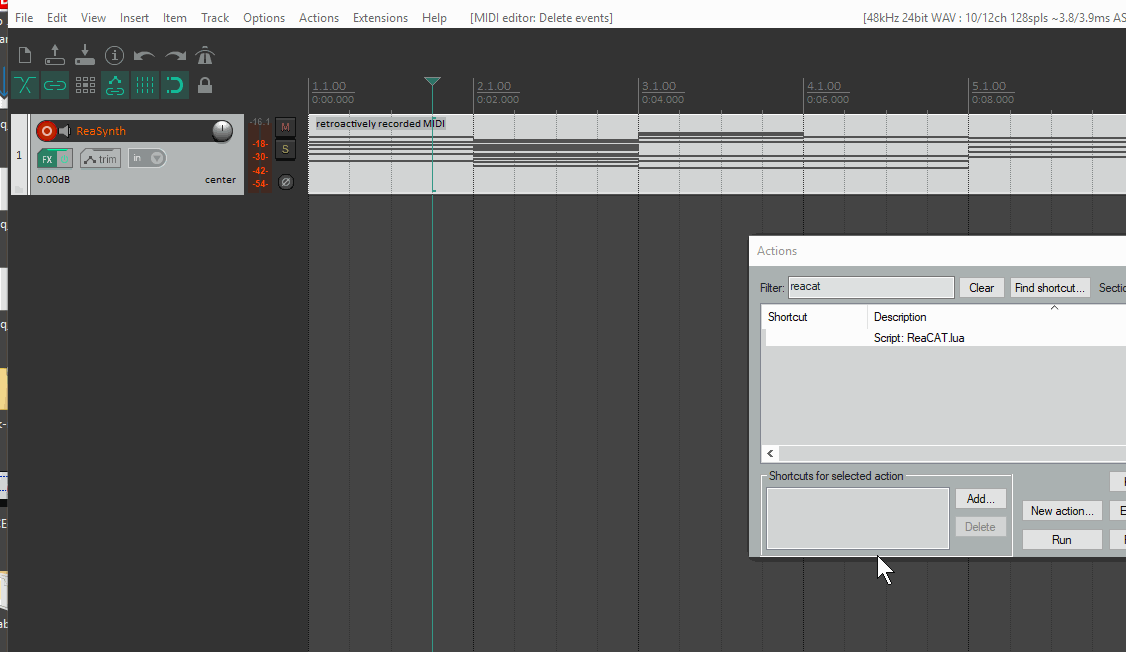 File Edit View Insert Item Track Options Actions Extensions Help [MIDI editor: Delete events] [48kHz 24bit WAV : 10/12ch 128spls ~3.8/3.9ms AS
1.1.00 2.1.00 3.1.00 4.1.00 5.1.00
0:00.000 0:02.000 0:04.000 0:06.000 0:08.000
1
ReaSynth
FX trim in
0.00dB center
-16.1
-18-
-30-
-42-
-54-
M
S
retroactively recorded MIDI
Actions
Filter: reacat Clear Find shortcut... Sectio
Shortcut Description
Script: ReaCAT.lua
Shortcuts for selected action
Add...
Delete
New action...
Run